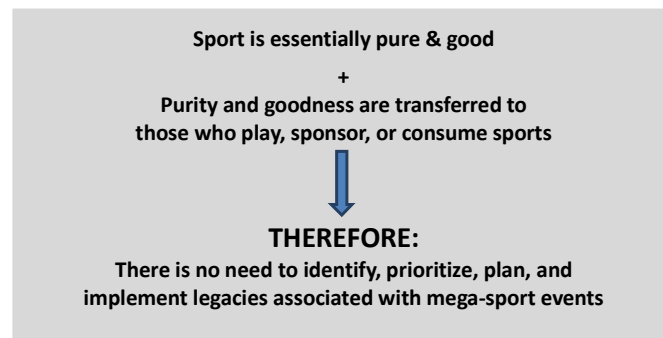 Sport is essentially pure & good
+
Purity and goodness are transferred to
those who play, sponsor, or consume sports
THEREFORE:
There is no need to identify, prioritize, plan, and
implement legacies associated with mega-sport events